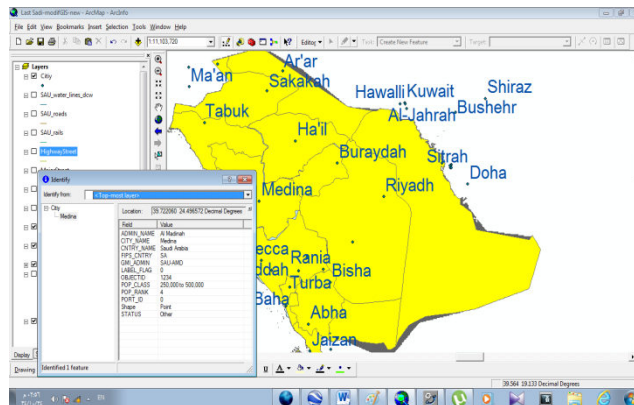 Last Sadi-modifGIS-new - ArcMap - ArcInfo
File Edit View Bookmarks Insert Selection Tools Window Help
1:11,103,720
Editor
Task: Create New Feature
Target:
Layers
City
SAU_water_lines_dcw
SAU_roads
SAU_rails
HighwayStreet
Ma'an
Ar'ar
Sakakah
Tabuk
Hawalli Kuwait
Shiraz
Al-Jahrah
Bushehr
Ha'il
Buraydah
Sitrah
Doha
Medina
Riyadh
ecca
Rania
ddah
Bisha
Turba
Baha
Abha
Jaizan
Identify
Identify from: <Top-most layer>
City
Medina
Location: 39.722080 24.496572 Decimal Degrees
Field Value
ADMIN_NAME Al Madinah
CITY_NAME Medina
CNTRY_NAME Saudi Arabia
FIPS_CNTRY SA
GMI_ADMIN SAU-AMD
LABEL_FLAG 0
OBJECTID 1234
POP_CLASS 250,000 to 500,000
POP_RANK 4
PORT_ID 0
Shape Point
STATUS Other
Identified 1 feature
Display
Drawing
39.564 19.133 Decimal Degrees
EN